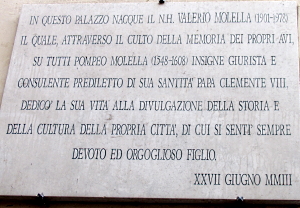 IN QUESTO PALAZZO NACQUE IL N.H. VALERIO MOLELLA (1901-1978)
IL QUALE, ATTRAVERSO IL CULTO DELLA MEMORIA DEI PROPRI AVI,
SU TUTTI POMPEO MOLELLA (1548-1608) INSIGNE GIURISTA E
CONSULENTE PREDILETTO DI SUA SANTITA' PAPA CLEMENTE VIII,
DEDICO' LA SUA VITA ALLA DIVULGAZIONE DELLA STORIA E
DELLA CULTURA DELLA PROPRIA CITTA', DI CUI SI SENTI' SEMPRE
DEVOTO ED ORGOGLIOSO FIGLIO.
XXVII GIUGNO MMIII